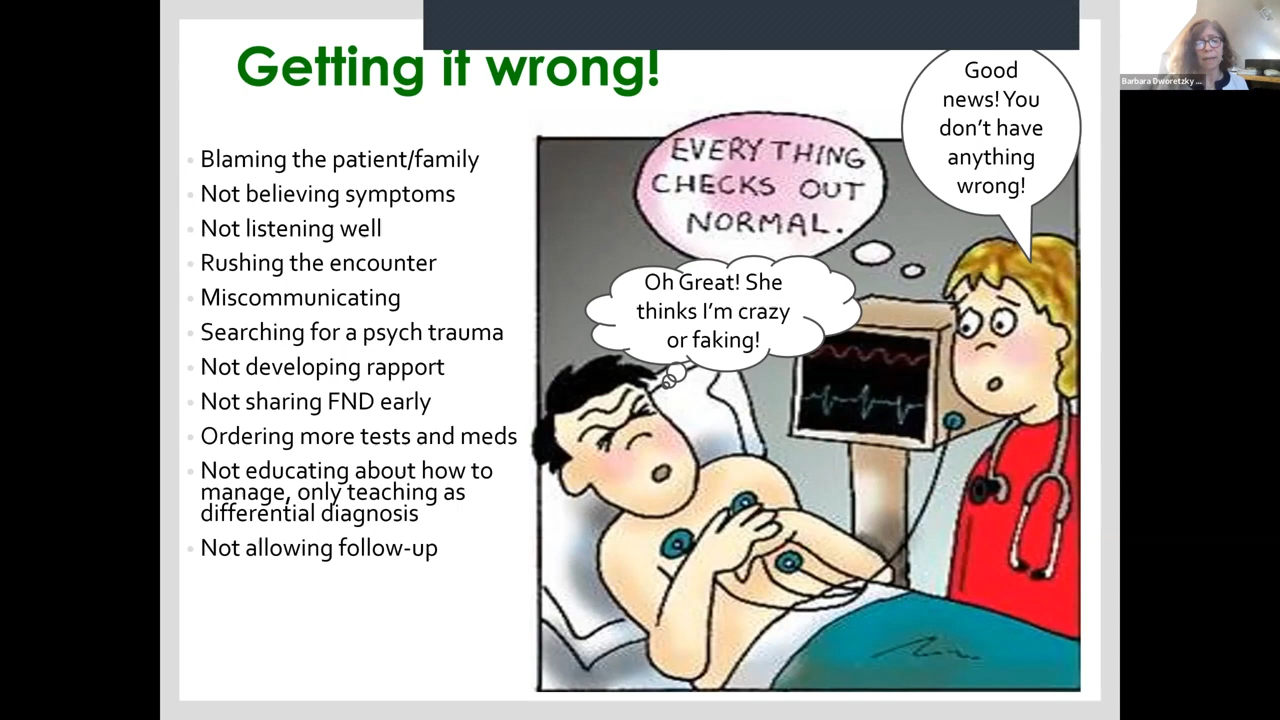 Getting it wrong!
Blaming the patient/family
Not believing symptoms
Not listening well
Rushing the encounter
Miscommunicating
Searching for a psych trauma
Not developing rapport
Not sharing FND early
Ordering more tests and meds
Not educating about how to
manage, only teaching as
differential diagnosis
Not allowing follow-up
EVERYTHING
CHECKS OUT
NORMAL.
Good
news! You
don't have
anything
wrong!
Oh Great! She
thinks I'm crazy
or faking!
Barbara Dworetzky ...